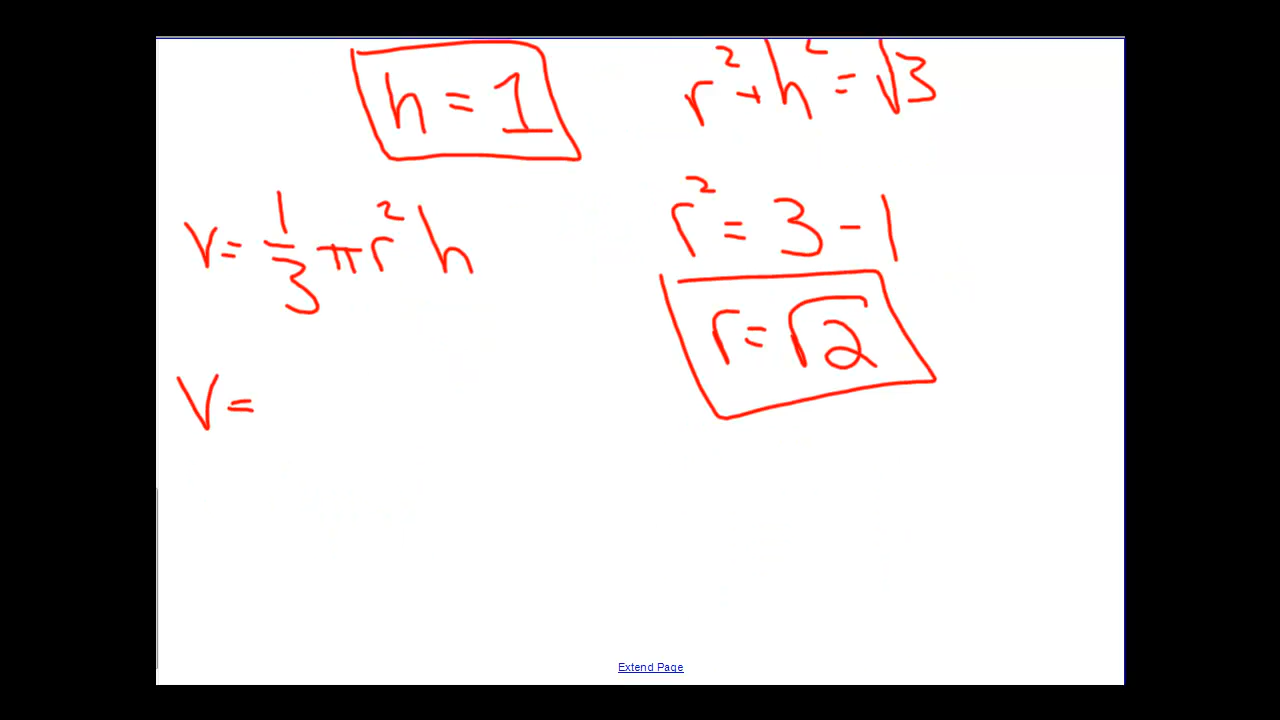 h = 1
r² + h² = √3
V = 1/3 πr² h
r² = 3 - 1
r = √2
V =
Extend Page